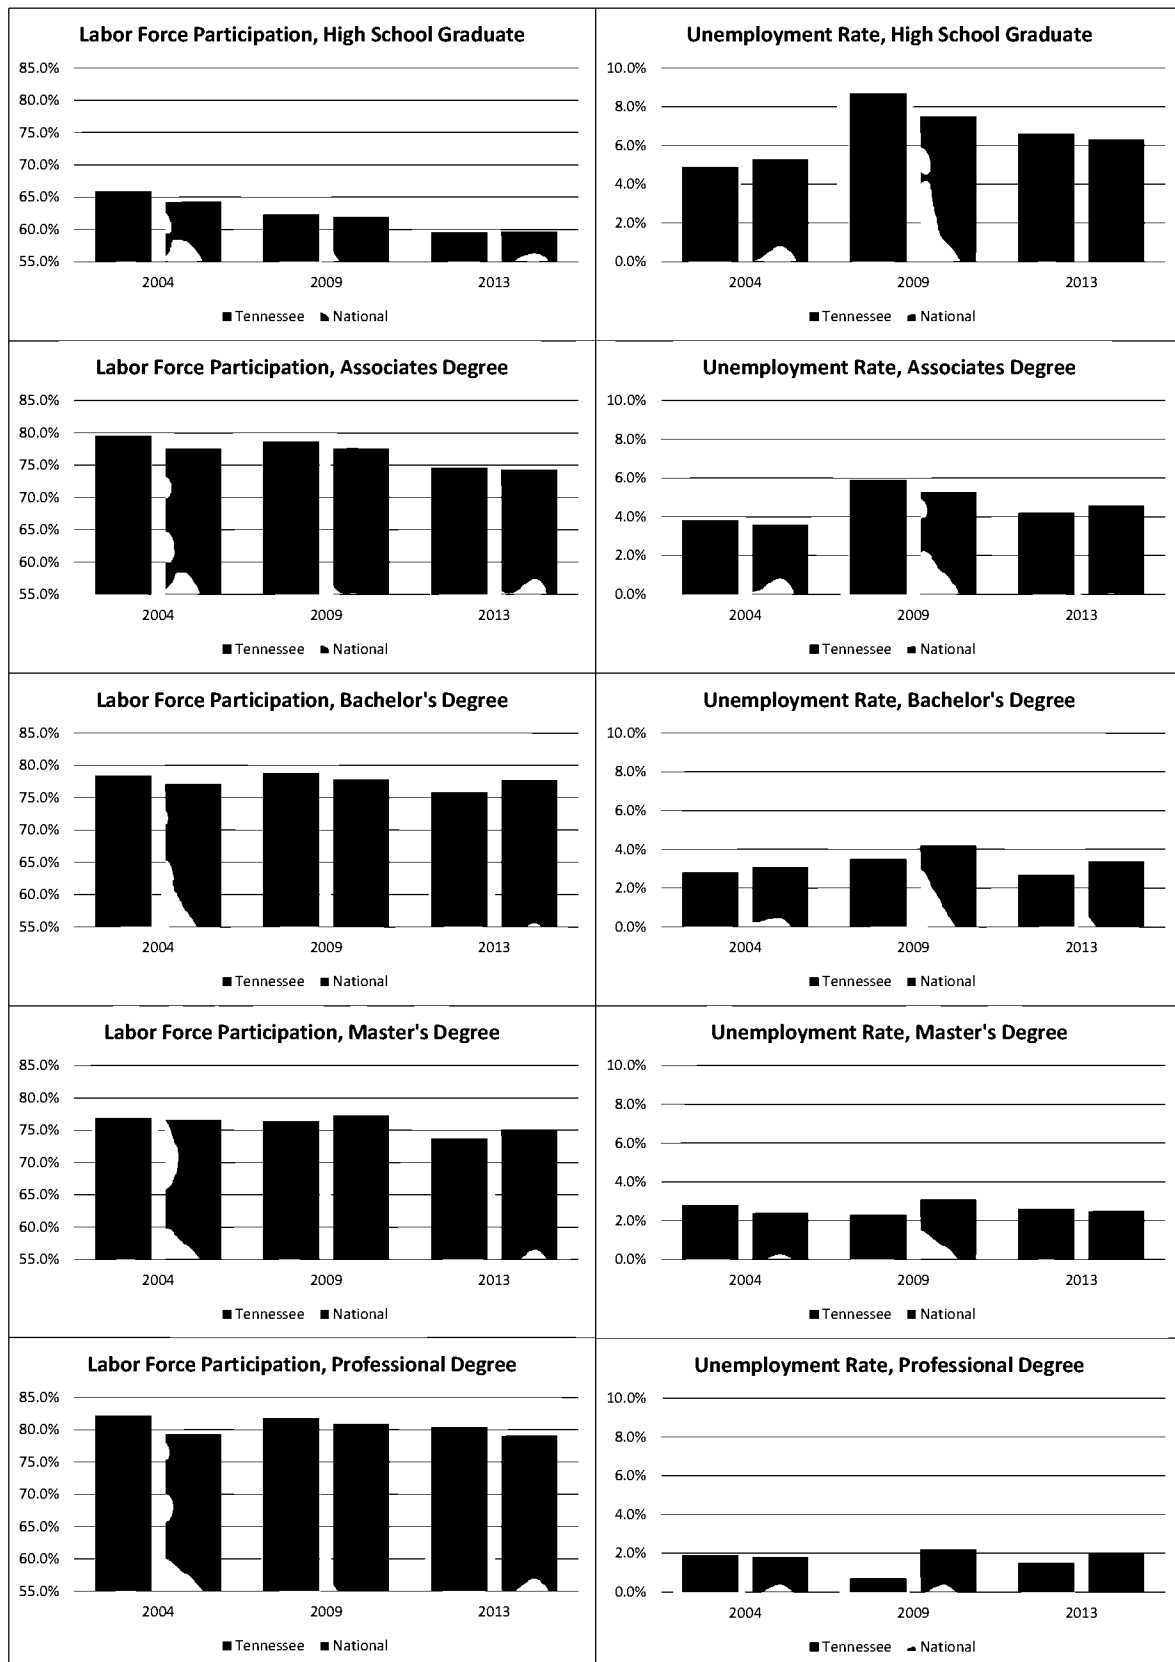 Labor Force Participation, High School Graduate
85.0%
80.0%
75.0%
70.0%
65.0%
60.0%
55.0%
2004 2009 2013
Tennessee National
Unemployment Rate, High School Graduate
10.0%
8.0%
6.0%
4.0%
2.0%
0.0%
2004 2009 2013
Tennessee National
Labor Force Participation, Associates Degree
85.0%
80.0%
75.0%
70.0%
65.0%
60.0%
55.0%
2004 2009 2013
Tennessee National
Unemployment Rate, Associates Degree
10.0%
8.0%
6.0%
4.0%
2.0%
0.0%
2004 2009 2013
Tennessee National
Labor Force Participation, Bachelor's Degree
85.0%
80.0%
75.0%
70.0%
65.0%
60.0%
55.0%
2004 2009 2013
Tennessee National
Unemployment Rate, Bachelor's Degree
10.0%
8.0%
6.0%
4.0%
2.0%
0.0%
2004 2009 2013
Tennessee National
Labor Force Participation, Master's Degree
85.0%
80.0%
75.0%
70.0%
65.0%
60.0%
55.0%
2004 2009 2013
Tennessee National
Unemployment Rate, Master's Degree
10.0%
8.0%
6.0%
4.0%
2.0%
0.0%
2004 2009 2013
Tennessee National
Labor Force Participation, Professional Degree
85.0%
80.0%
75.0%
70.0%
65.0%
60.0%
55.0%
2004 2009 2013
Tennessee National
Unemployment Rate, Professional Degree
10.0%
8.0%
6.0%
4.0%
2.0%
0.0%
2004 2009 2013
Tennessee National